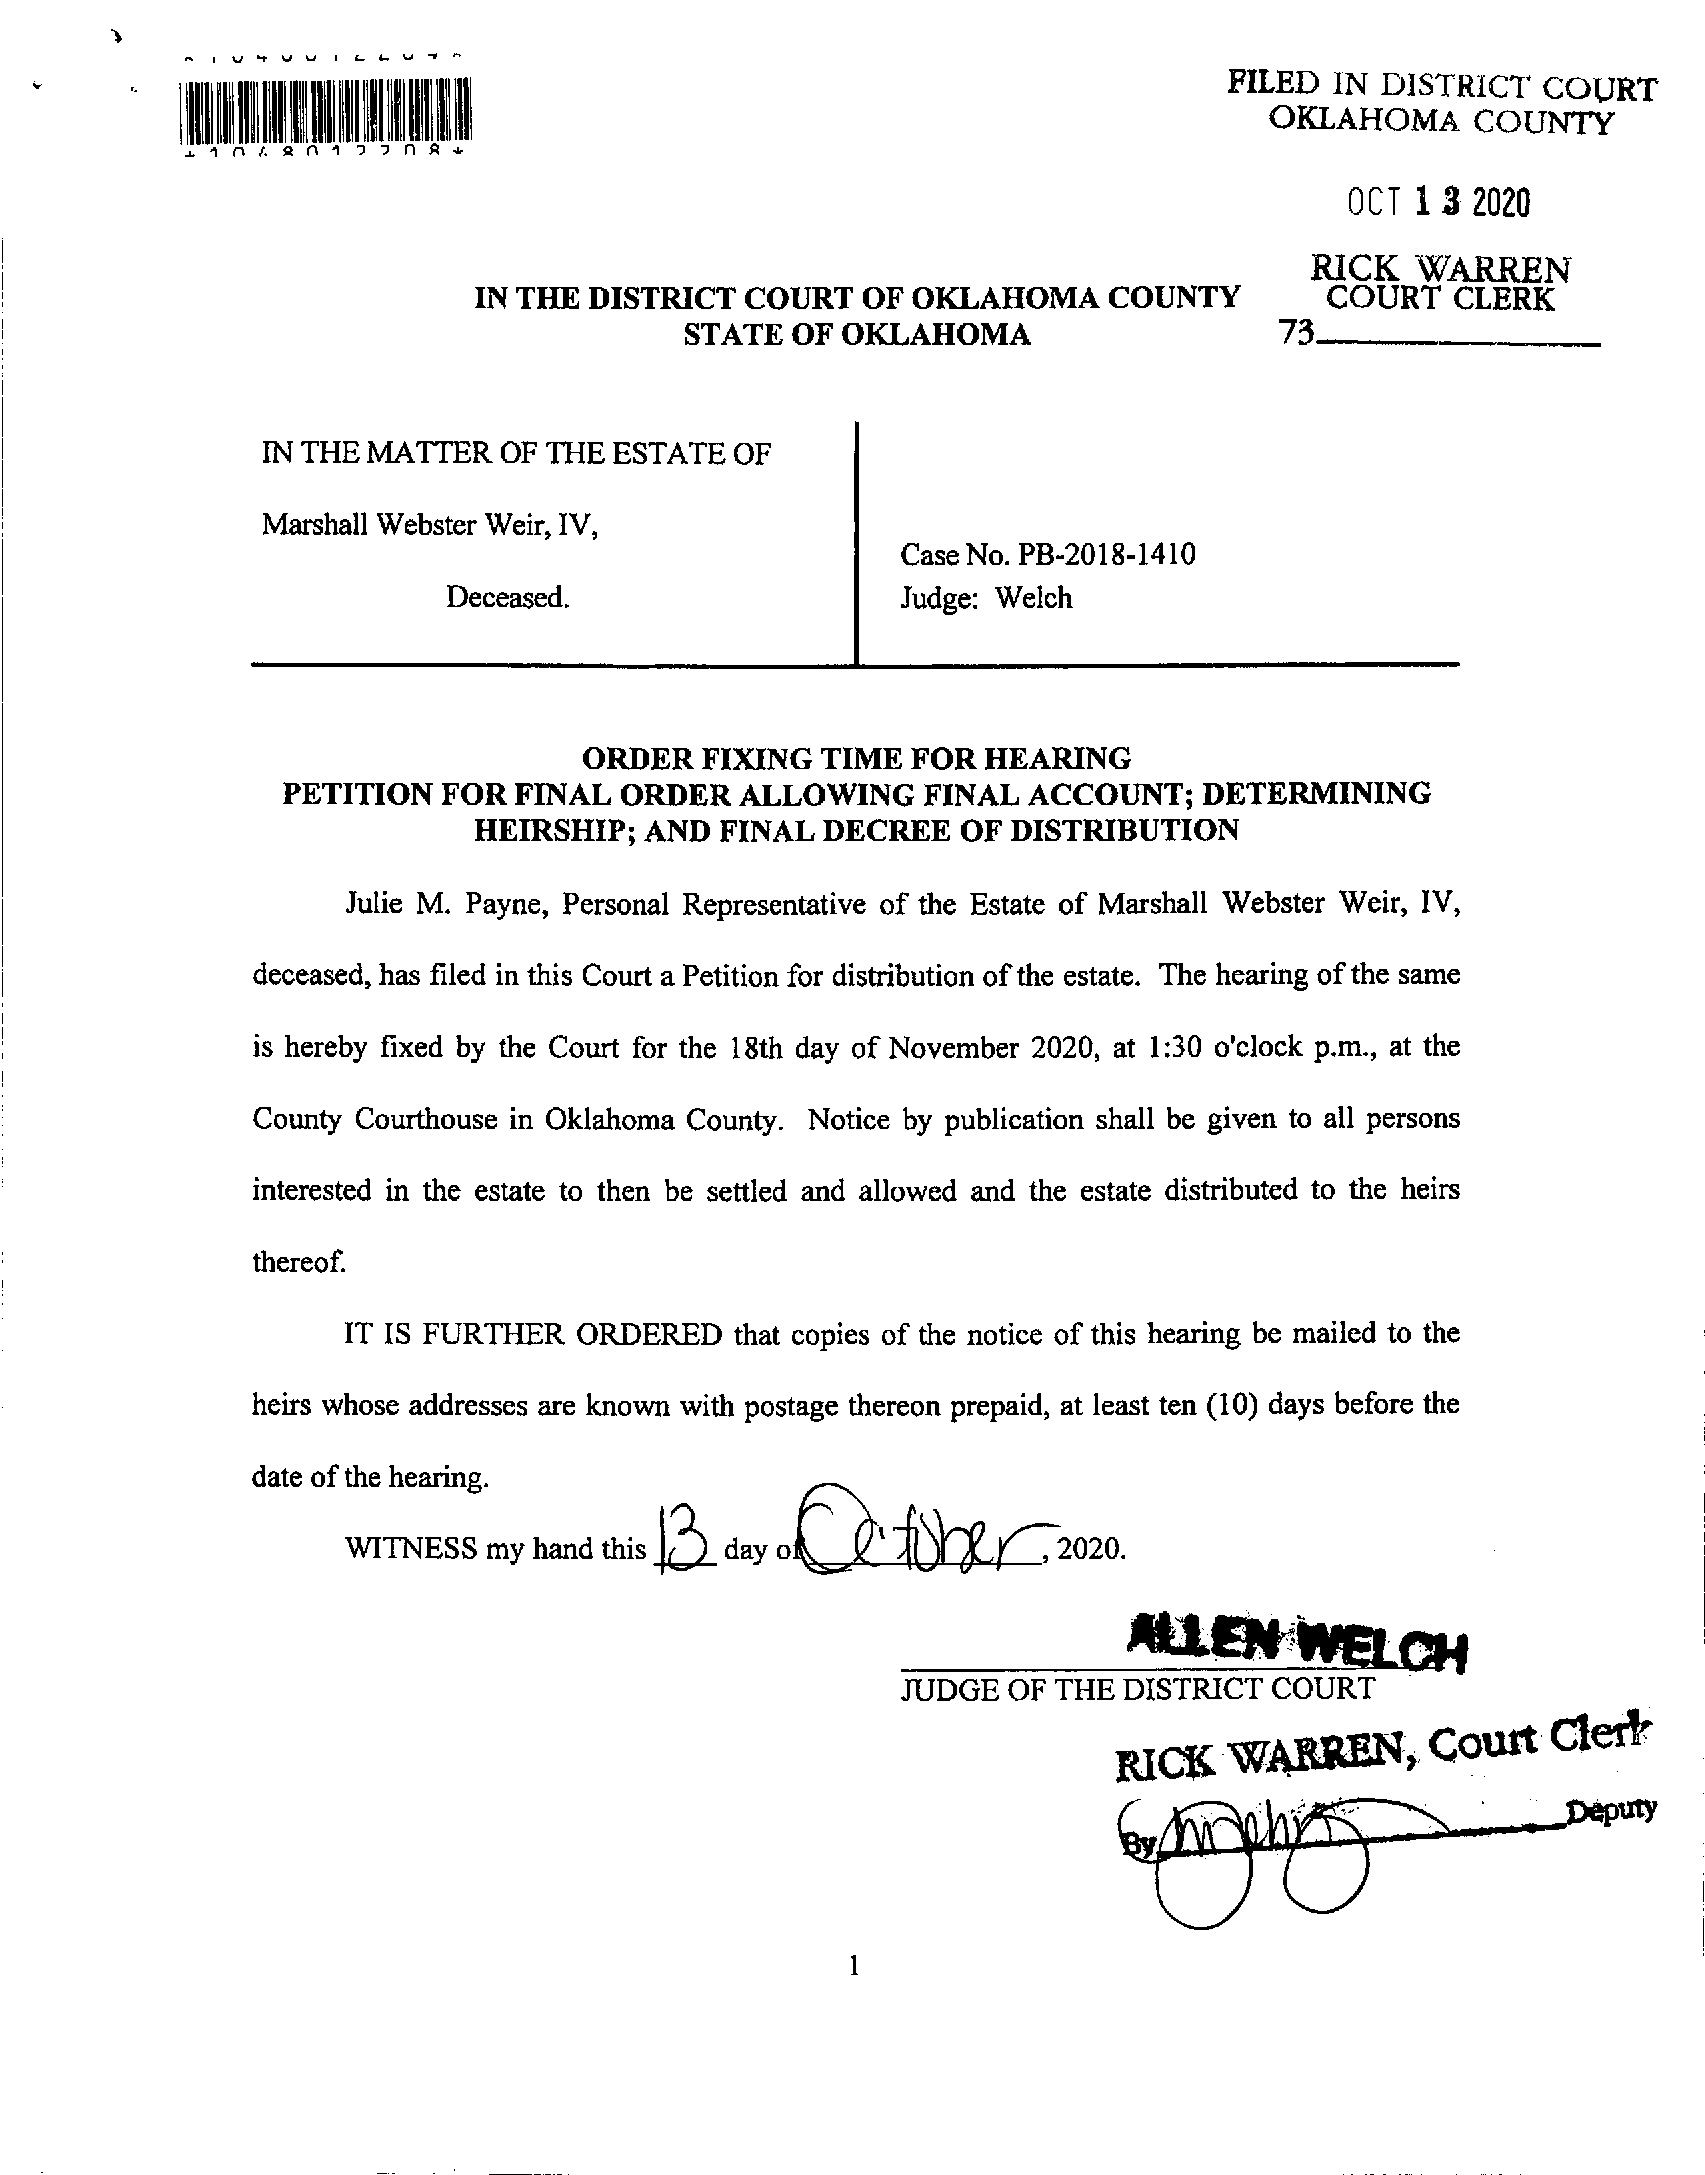 FILED IN DISTRICT COURT
OKLAHOMA COUNTY
OCT 13 2020
RICK WARREN
COURT CLERK
73
IN THE DISTRICT COURT OF OKLAHOMA COUNTY
STATE OF OKLAHOMA
IN THE MATTER OF THE ESTATE OF
Marshall Webster Weir, IV,
Deceased.
Case No. PB-2018-1410
Judge: Welch
ORDER FIXING TIME FOR HEARING
PETITION FOR FINAL ORDER ALLOWING FINAL ACCOUNT; DETERMINING
HEIRSHIP; AND FINAL DECREE OF DISTRIBUTION
Julie M. Payne, Personal Representative of the Estate of Marshall Webster Weir, IV,
deceased, has filed in this Court a Petition for distribution of the estate. The hearing of the same
is hereby fixed by the Court for the 18th day of November 2020, at 1:30 o'clock p.m., at the
County Courthouse in Oklahoma County. Notice by publication shall be given to all persons
interested in the estate to then be settled and allowed and the estate distributed to the heirs
thereof.
IT IS FURTHER ORDERED that copies of the notice of this hearing be mailed to the
heirs whose addresses are known with postage thereon prepaid, at least ten (10) days before the
date of the hearing.
WITNESS my hand this 13 day of October, 2020.
ALLEN WELCH
JUDGE OF THE DISTRICT COURT
RICK WARREN, Court Clerk
By Deputy
1